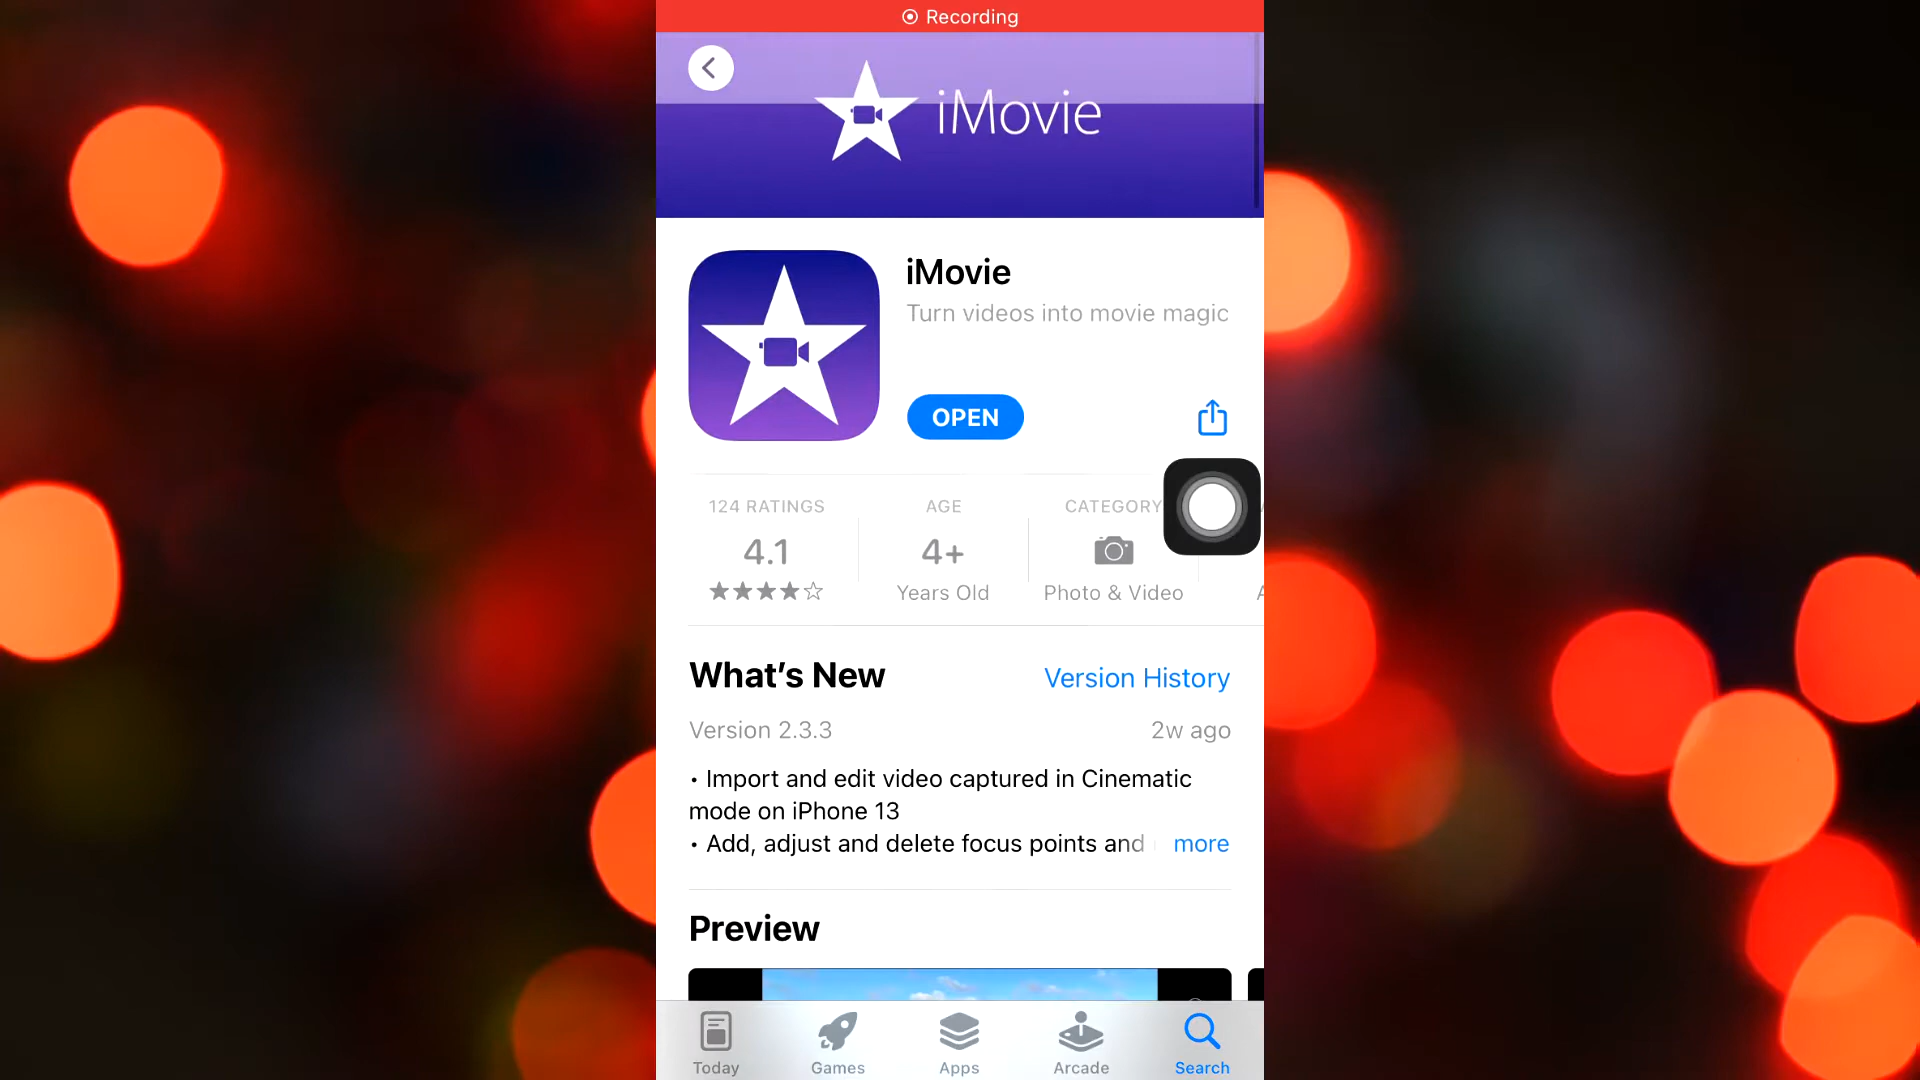 Recording
iMovie
iMovie
Turn videos into movie magic
OPEN
124 RATINGS
AGE
CATEGORY
4.1
4+
Years Old
Photo & Video
What's New
Version History
Version 2.3.3
2w ago
• Import and edit video captured in Cinematic
mode on iPhone 13
• Add, adjust and delete focus points and
more
Preview
Today
Games
Apps
Arcade
Search